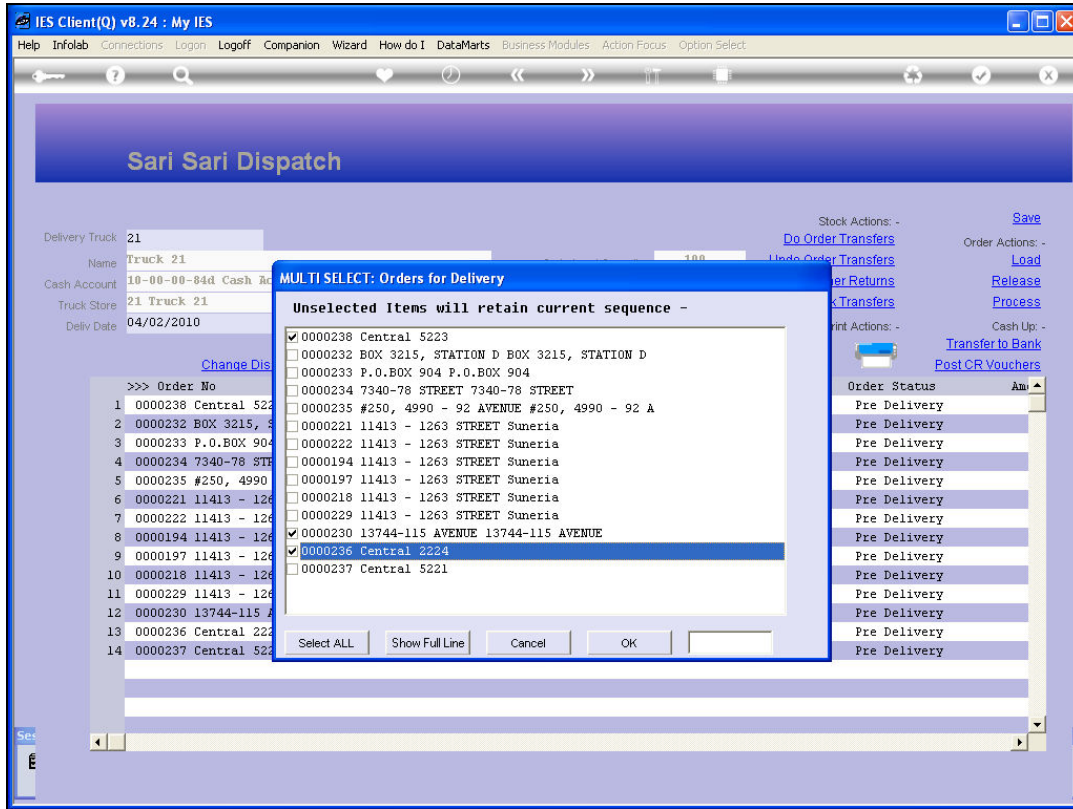 IES Client(Q) v8.24 : My IES
Help Infolab Connections Logon Logoff Companion Wizard How do I DataMarts Business Modules Action Focus Option Select
Sari Sari Dispatch
Stock Actions: - Save
Delivery Truck 21 Do Order Transfers Order Actions: -
Name Truck 21 100 Undo Order Transfers Load
Cash Account 10-00-00-84d Cash Ac er Returns Release
Truck Store 21 Truck 21 k Transfers Process
Deliv Date 04/02/2010 rint Actions: - Cash Up: -
Transfer to Bank
Change Dis Post CR Vouchers
>>> Order No Order Status Am
1 0000238 Central 522 Pre Delivery
2 0000232 BOX 3215, S Pre Delivery
3 0000233 P.O.BOX 904 Pre Delivery
4 0000234 7340-78 STR Pre Delivery
5 0000235 #250, 4990 Pre Delivery
6 0000221 11413 - 126 Pre Delivery
7 0000222 11413 - 126 Pre Delivery
8 0000194 11413 - 126 Pre Delivery
9 0000197 11413 - 126 Pre Delivery
10 0000218 11413 - 126 Pre Delivery
11 0000229 11413 - 126 Pre Delivery
12 0000230 13744-115 A Pre Delivery
13 0000236 Central 222 Pre Delivery
14 0000237 Central 522 Pre Delivery
MULTI SELECT: Orders for Delivery
Unselected Items will retain current sequence -
0000238 Central 5223
0000232 BOX 3215, STATION D BOX 3215, STATION D
0000233 P.O.BOX 904 P.O.BOX 904
0000234 7340-78 STREET 7340-78 STREET
0000235 #250, 4990 - 92 AVENUE #250, 4990 - 92 A
0000221 11413 - 1263 STREET Suneria
0000222 11413 - 1263 STREET Suneria
0000194 11413 - 1263 STREET Suneria
0000197 11413 - 1263 STREET Suneria
0000218 11413 - 1263 STREET Suneria
0000229 11413 - 1263 STREET Suneria
0000230 13744-115 AVENUE 13744-115 AVENUE
0000236 Central 2224
0000237 Central 5221
Select ALL Show Full Line Cancel OK
Ses